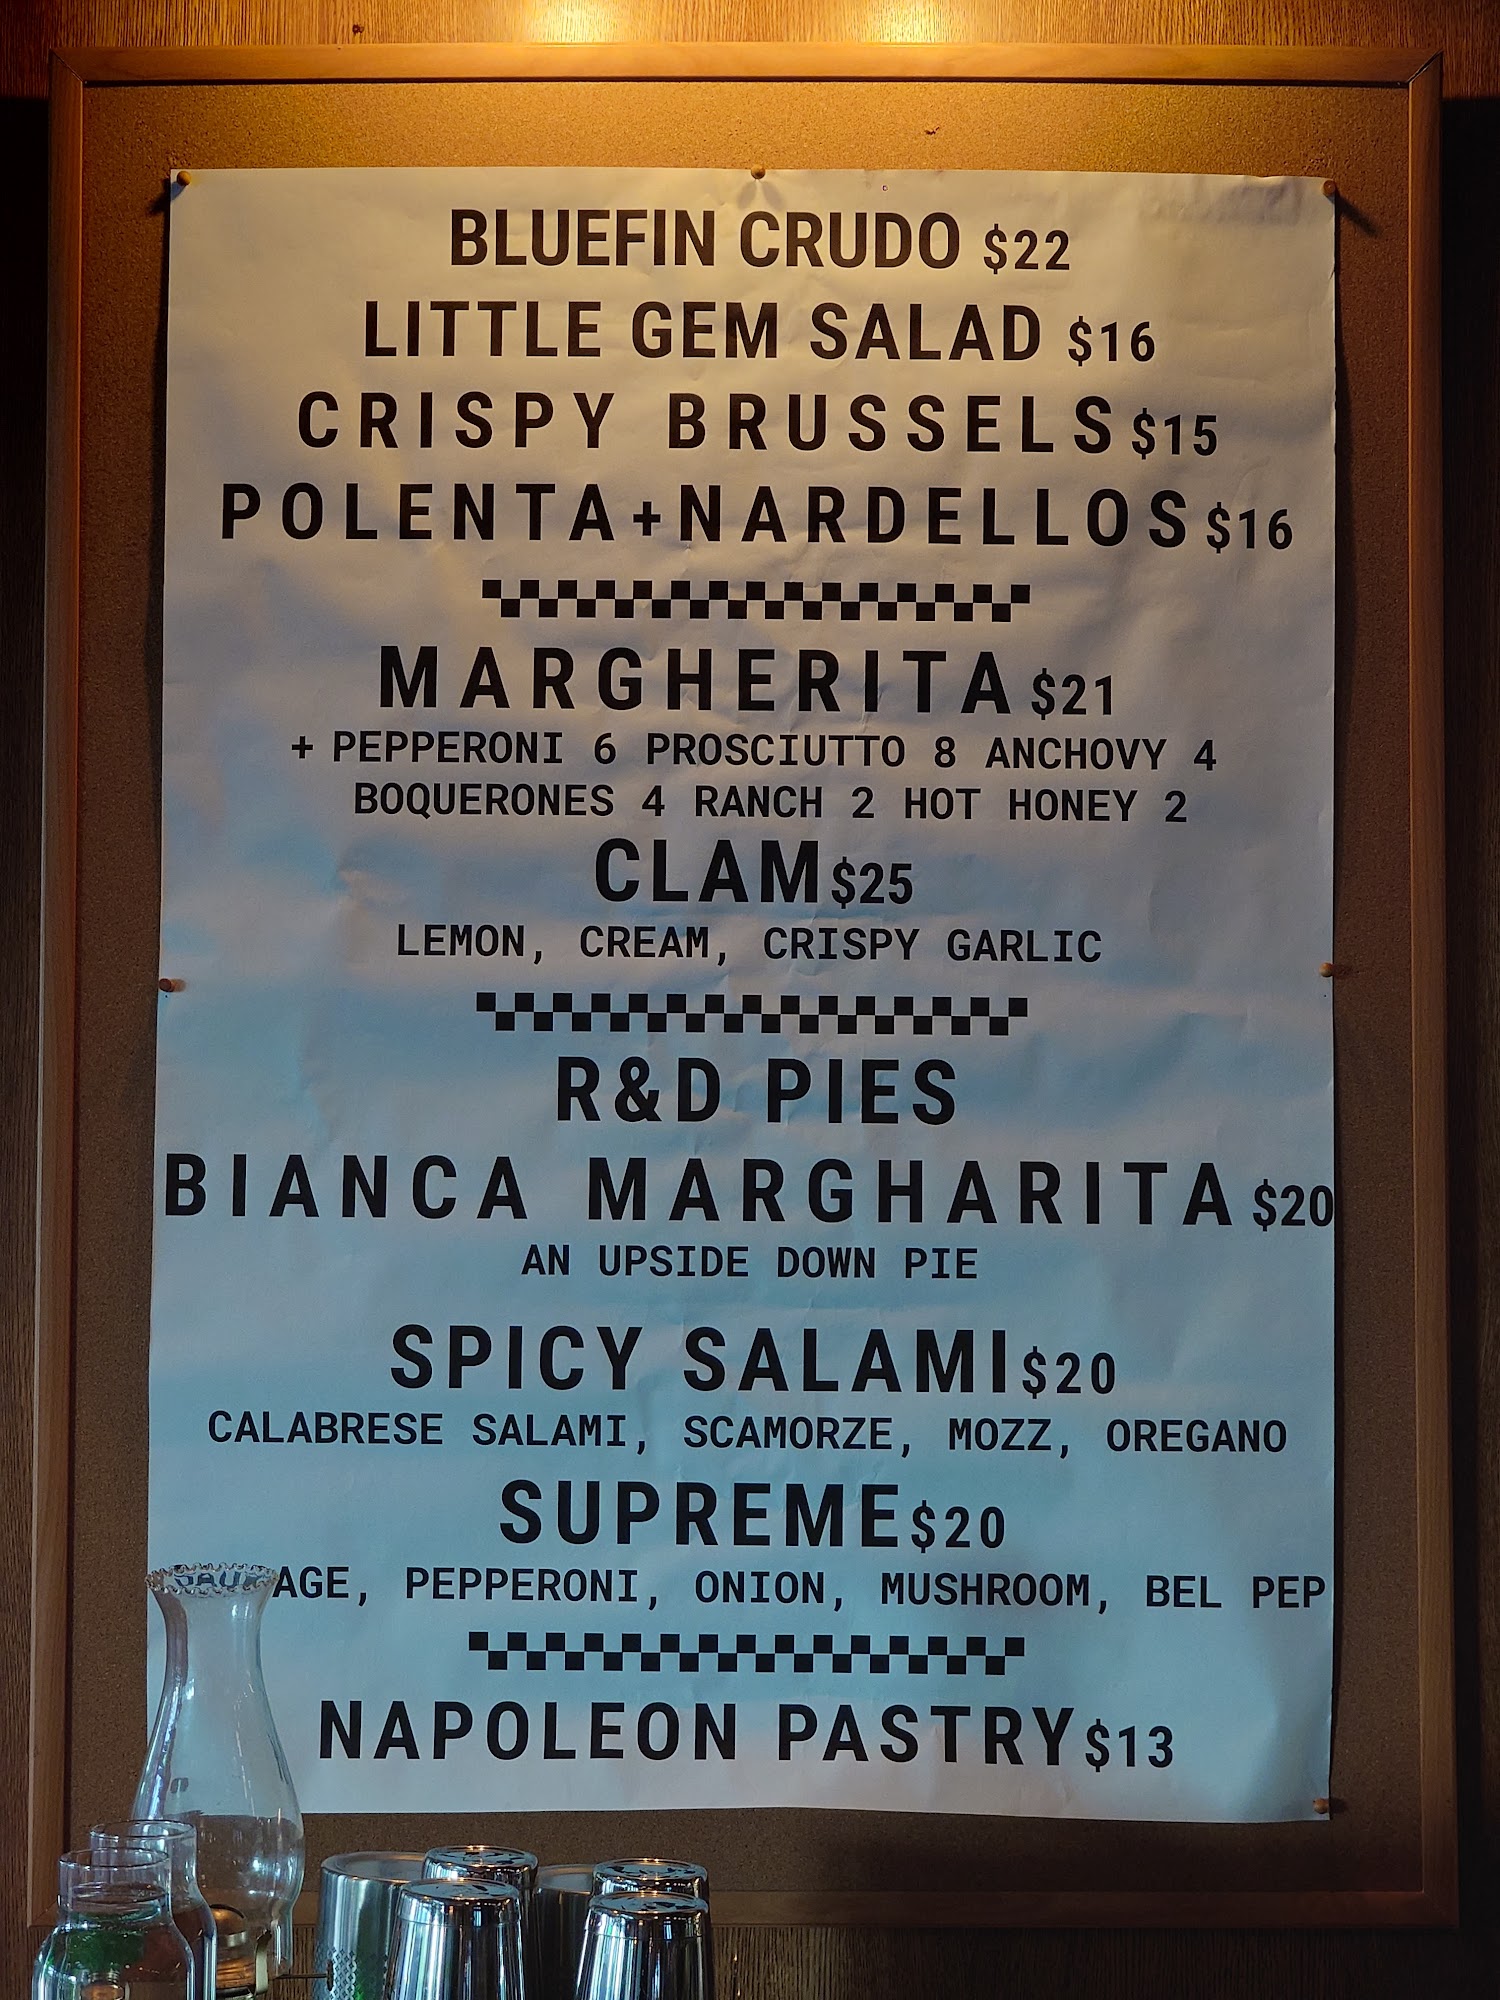 BLUEFIN CRUDO $22
LITTLE GEM SALAD $16
CRISPY BRUSSELS $15
POLENTA+NARDELLOS $16
MARGHERITA $21
+ PEPPERONI 6 PROSCIUTTO 8 ANCHOVY 4
BOQUERONES 4 RANCH 2 HOT HONEY 2
CLAM $25
LEMON, CREAM, CRISPY GARLIC
R&D PIES
BIANCA MARGHARITA $20
AN UPSIDE DOWN PIE
SPICY SALAMI $20
CALABRESE SALAMI, SCAMORZE, MOZZ, OREGANO
SUPREME $20
SAUSAGE, PEPPERONI, ONION, MUSHROOM, BEL PEP
NAPOLEON PASTRY $13